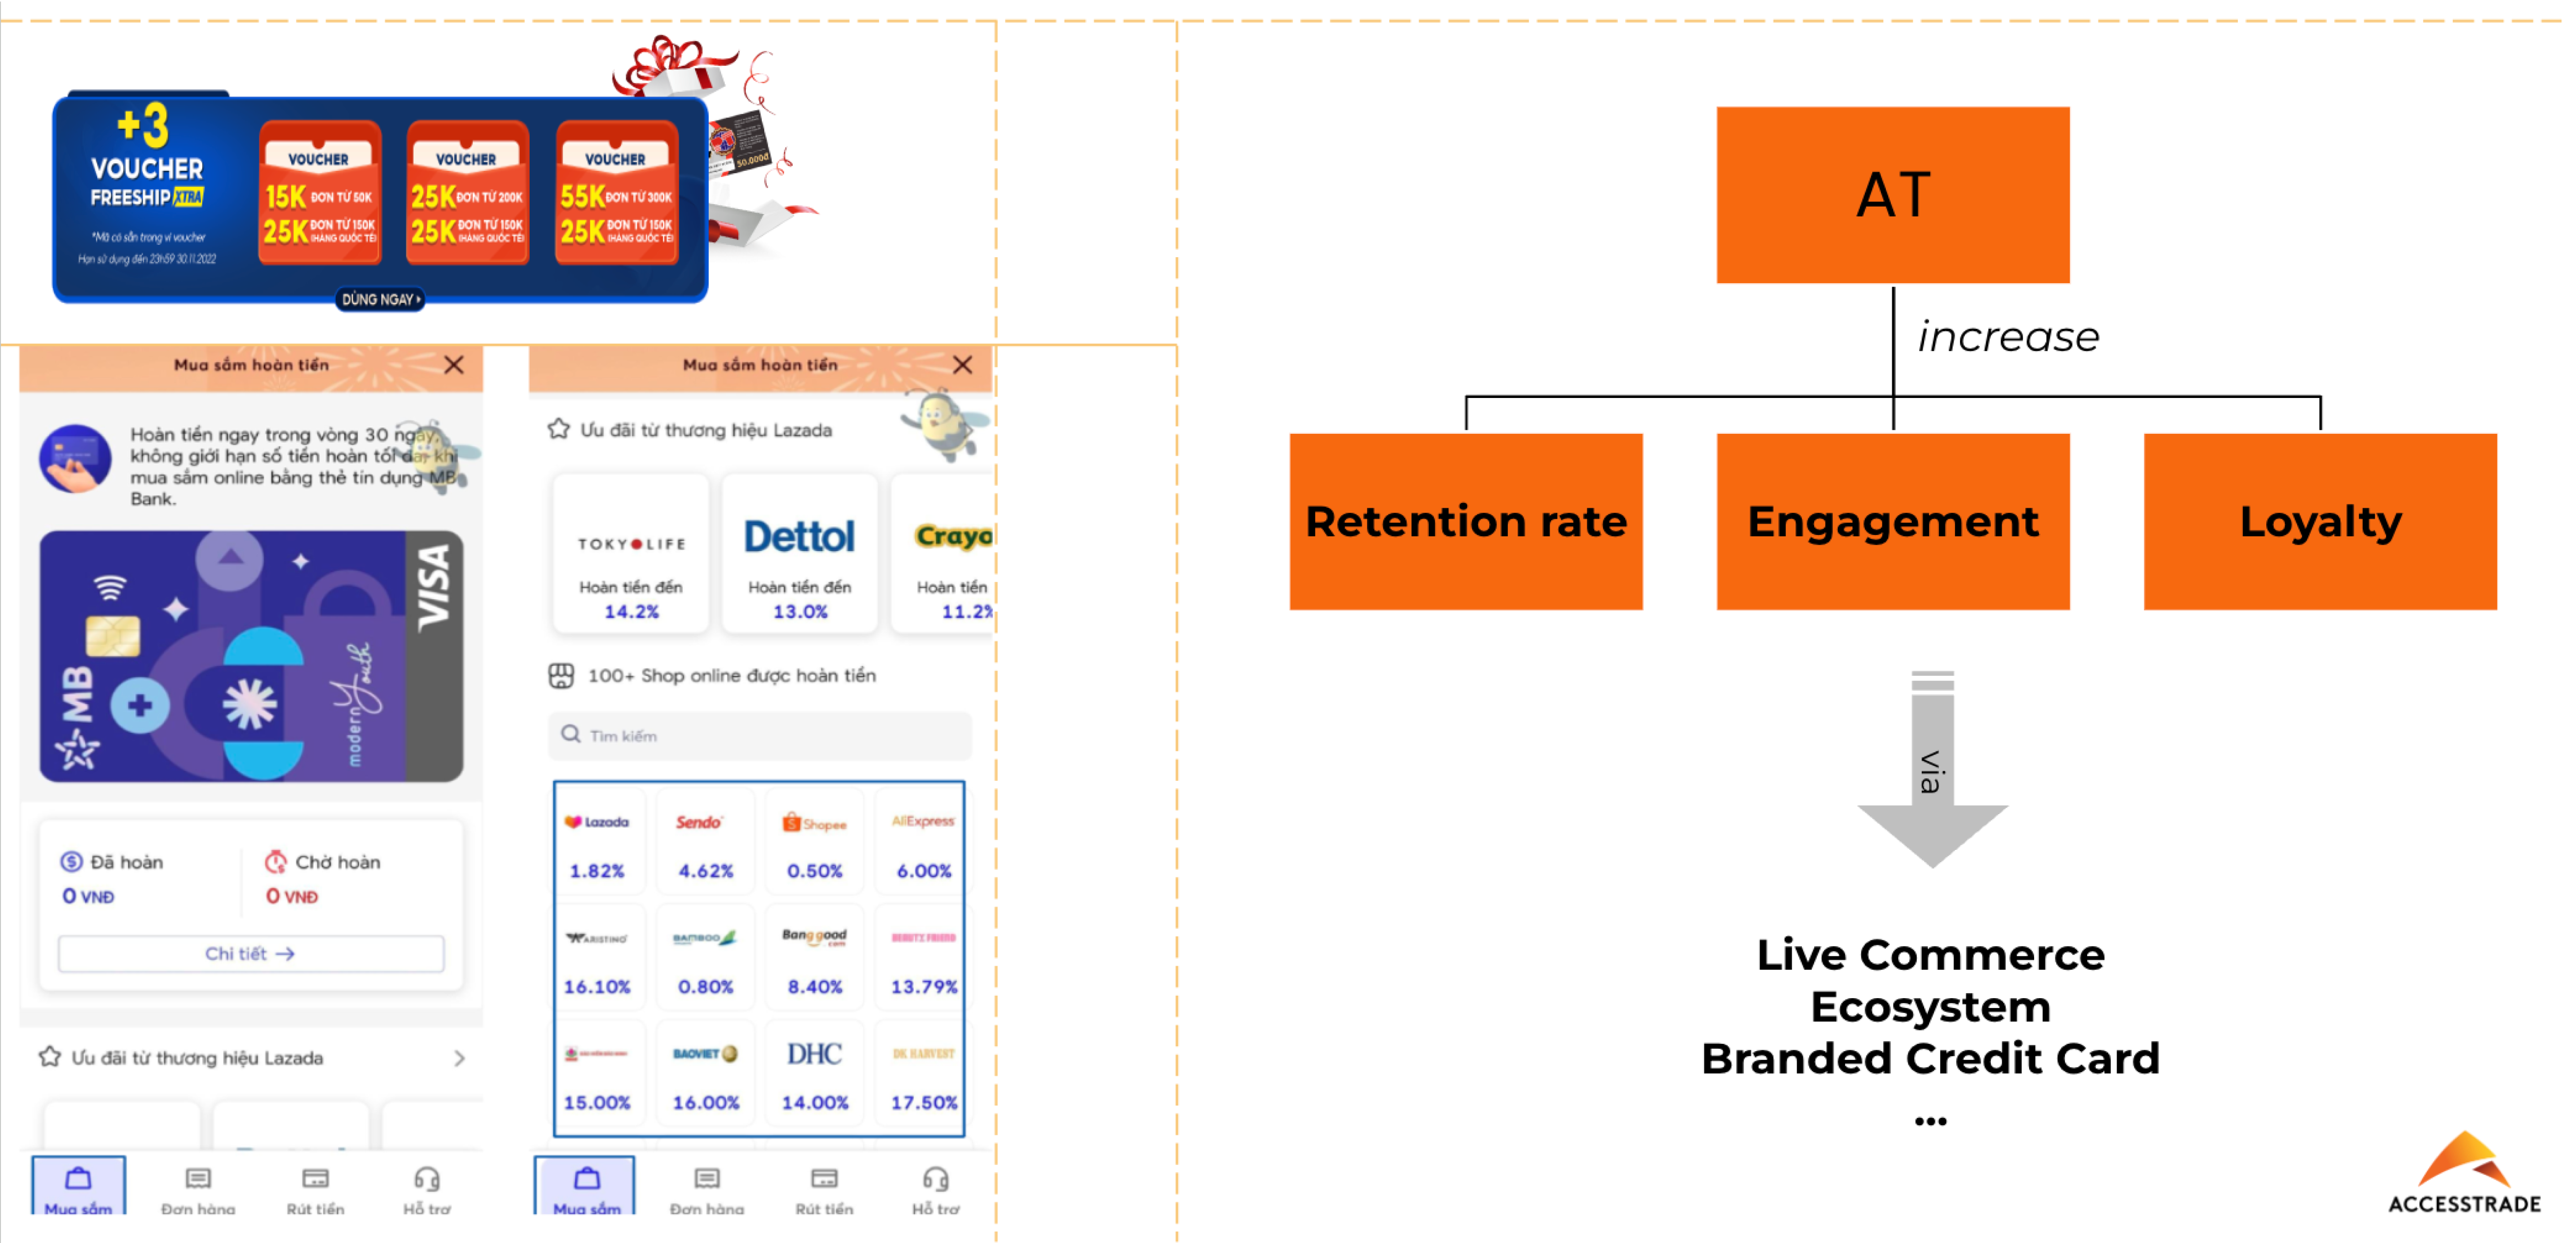 +3
VOUCHER
FREESHIP XTRA
*Mã có sẵn trong ví voucher
Hạn sử dụng đến 23h59 30.11.2022
VOUCHER
15K ĐƠN TỪ 50K
25K ĐƠN TỪ 150K
(HÀNG QUỐC TẾ)
VOUCHER
25K ĐƠN TỪ 200K
25K ĐƠN TỪ 150K
(HÀNG QUỐC TẾ)
VOUCHER
55K ĐƠN TỪ 300K
25K ĐƠN TỪ 150K
(HÀNG QUỐC TẾ)
DÙNG NGAY
50.000đ
Mua sắm hoàn tiền
Hoàn tiền ngay trong vòng 30 ngày,
không giới hạn số tiền hoàn tối đa, khi
mua sắm online bằng thẻ tín dụng MB
Bank.
MB
modern Youth
VISA
Đã hoàn
0 VNĐ
Chờ hoàn
0 VNĐ
Chi tiết →
Ưu đãi từ thương hiệu Lazada
Mua sắm
Đơn hàng
Rút tiền
Hỗ trợ
Mua sắm hoàn tiền
Ưu đãi từ thương hiệu Lazada
TOKYOLIFE
Hoàn tiền đến
14.2%
Dettol
Hoàn tiền đến
13.0%
Crayo
Hoàn tiền
11.2%
100+ Shop online được hoàn tiền
Tìm kiếm
Lazada
1.82%
Sendo
4.62%
Shopee
0.50%
AliExpress
6.00%
ARISTINO
16.10%
BAMBOO
0.80%
Banggood
.com
8.40%
BEAUTY FRIEND
13.79%
15.00%
BAOVIET
16.00%
DHC
14.00%
DK HARVEST
17.50%
Mua sắm
Đơn hàng
Rút tiền
Hỗ trợ
AT
increase
Retention rate
Engagement
Loyalty
via
Live Commerce
Ecosystem
Branded Credit Card
...
ACCESSTRADE